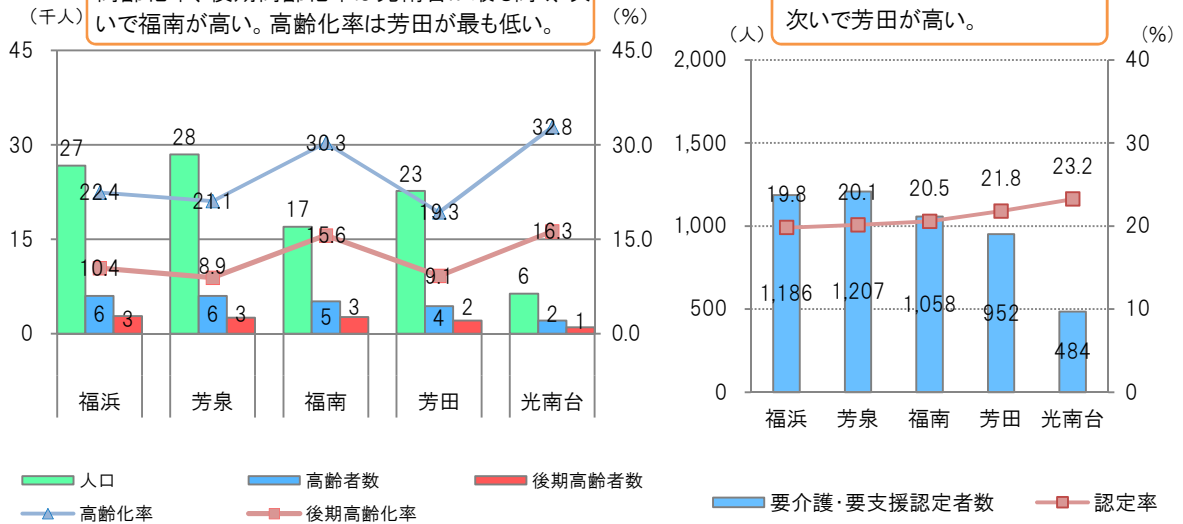 いで福南が高い。高齢化率は芳田が最も低い。
(千人)
(%)
45
30
15
0
45.0
30.0
15.0
0.0
27
28
17
23
6
22.4
21.1
30.3
19.3
32.8
10.4
8.9
15.6
9.1
16.3
6
3
6
3
5
3
4
2
2
1
福浜
芳泉
福南
芳田
光南台
人口
高齢者数
後期高齢者数
高齢化率
後期高齢化率
次いで芳田が高い。
(人)
(%)
2,000
1,500
1,000
500
0
40
30
20
10
0
19.8
20.1
20.5
21.8
23.2
1,186
1,207
1,058
952
484
福浜
芳泉
福南
芳田
光南台
要介護・要支援認定者数
認定率